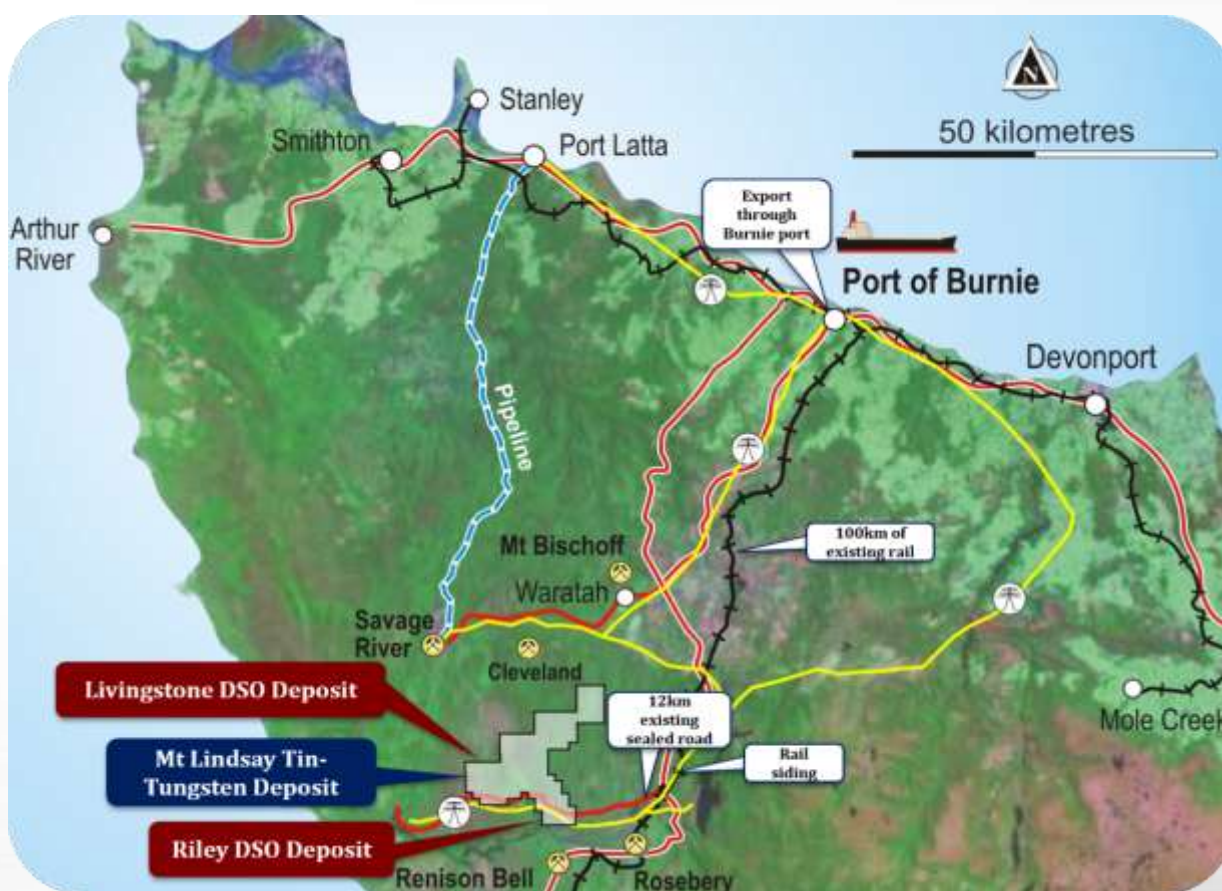 N
50 kilometres
Stanley
Smithton
Port Latta
Arthur
River
Export
through
Burnie port
Port of Burnie
Devonport
Pipeline
100km of
existing rail
Mt Bischoff
Waratah
Savage
River
Cleveland
Livingstone DSO Deposit
12km
existing
sealed road
Mole Creek
Mt Lindsay Tin-
Tungsten Deposit
Rail
siding
Riley DSO Deposit
Renison Bell
Rosebery